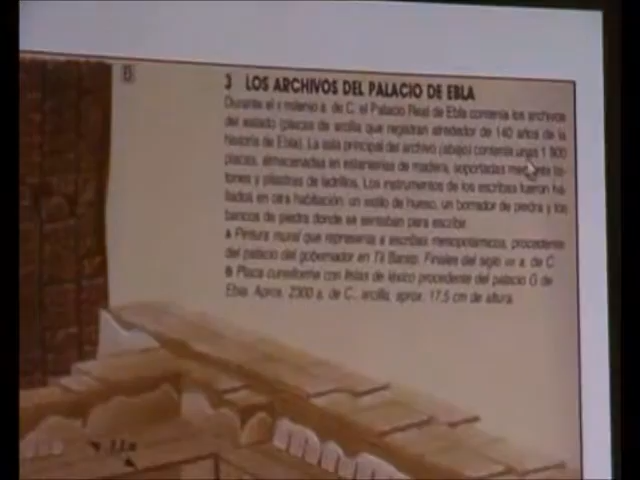 B
3 LOS ARCHIVOS DEL PALACIO DE EBLA
Durante el II milenio a. de C. el Palacio Real de Ebla contenía los archivos
del estado (placas de arcilla que registran alrededor de 140 años de la
historia de Ebla). La sala principal del archivo (abajo) contenía unas 1 800
placas, almacenadas en estanterías de madera, soportadas mediante
y pilastras de ladrillos. Los instrumentos de los escribas fueron ha-
llados en otra habitación: un estilo de hueso, un borrador de piedra y los
bancos de piedra donde se sentaban para escribir.
A Pintura mural que representa a escribas mesopotámicos, procedente
del palacio del gobernador en Til Barsip. Finales del siglo VIII a. de C.
B Placa cuneiforme con listas de léxico procedente del palacio G de
Ebla. Aprox. 2300 a. de C., arcilla, aprox. 17,5 cm de altura.